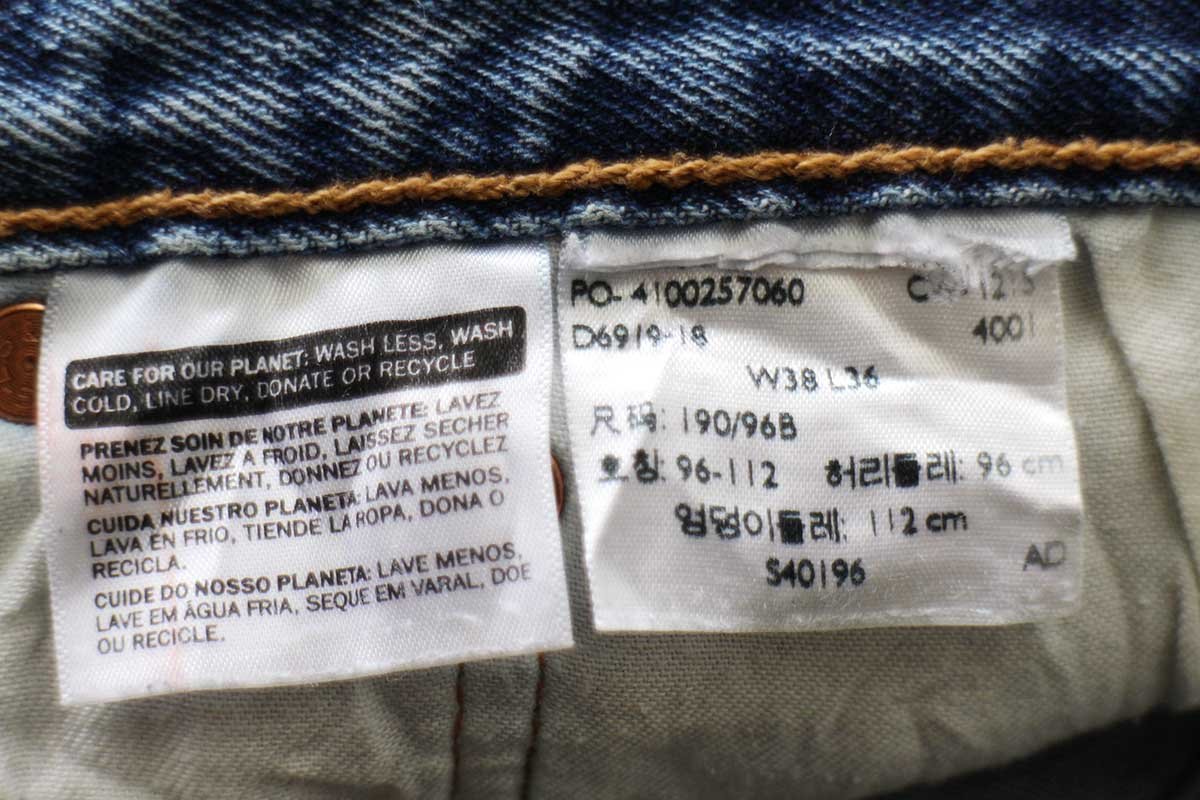 CARE FOR OUR PLANET: WASH LESS, WASH
COLD, LINE DRY, DONATE OR RECYCLE
PRENEZ SOIN DE NOTRE PLANETE: LAVEZ
MOINS, LAVEZ A FROID, LAISSEZ SECHER
NATURELLEMENT, DONNEZ OU RECYCLEZ
CUIDA NUESTRO PLANETA: LAVA MENOS,
LAVA EN FRIO, TIENDE LA ROPA, DONA O
RECICLA.
CUIDE DO NOSSO PLANETA: LAVE MENOS,
LAVE EM ÁGUA FRIA, SEQUE EM VARAL, DOE
OU RECICLE.
PO- 4100257060
D6919-18 4001
W38 L36
尺码: 190/96B
호칭: 96-112 허리둘레: 96 cm
엉덩이둘레: 112 cm
S40196
AD